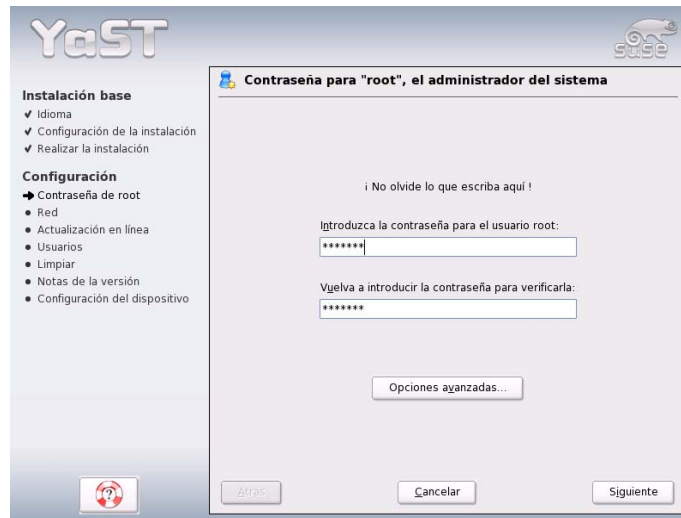 YaST
SUSE
Instalación base
Idioma
Configuración de la instalación
Realizar la instalación
Configuración
Contraseña de root
Red
Actualización en línea
Usuarios
Limpiar
Notas de la versión
Configuración del dispositivo
Contraseña para "root", el administrador del sistema
¡ No olvide lo que escriba aquí !
Introduzca la contraseña para el usuario root:
*******
Vuelva a introducir la contraseña para verificarla:
*******
Opciones avanzadas...
Atras
Cancelar
Siguiente